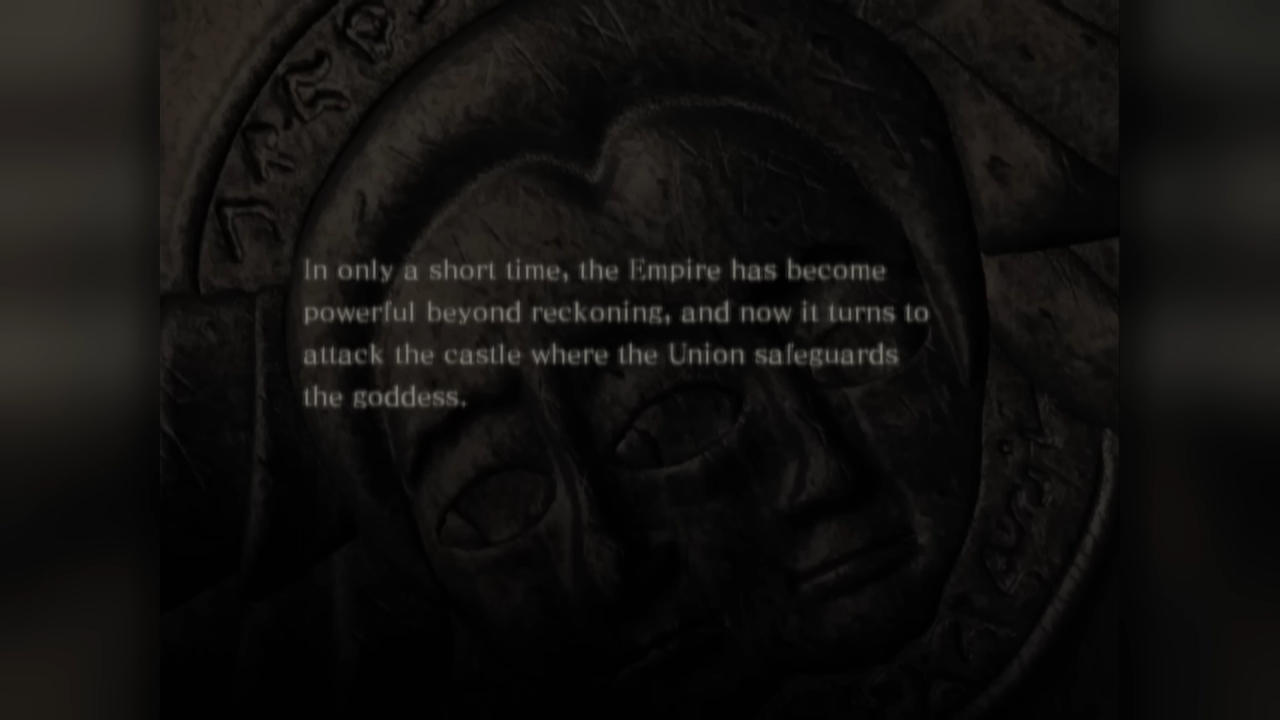 In only a short time, the Empire has become
powerful beyond reckoning, and now it turns to
attack the castle where the Union safeguards
the goddess.